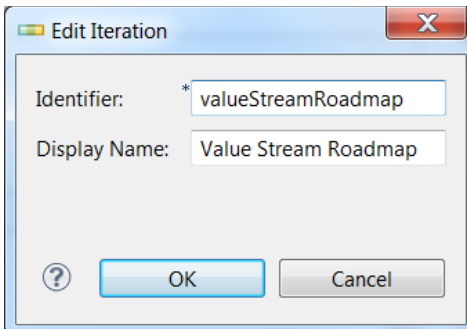 Edit Iteration
Identifier: * valueStreamRoadmap
Display Name: Value Stream Roadmap
? OK Cancel